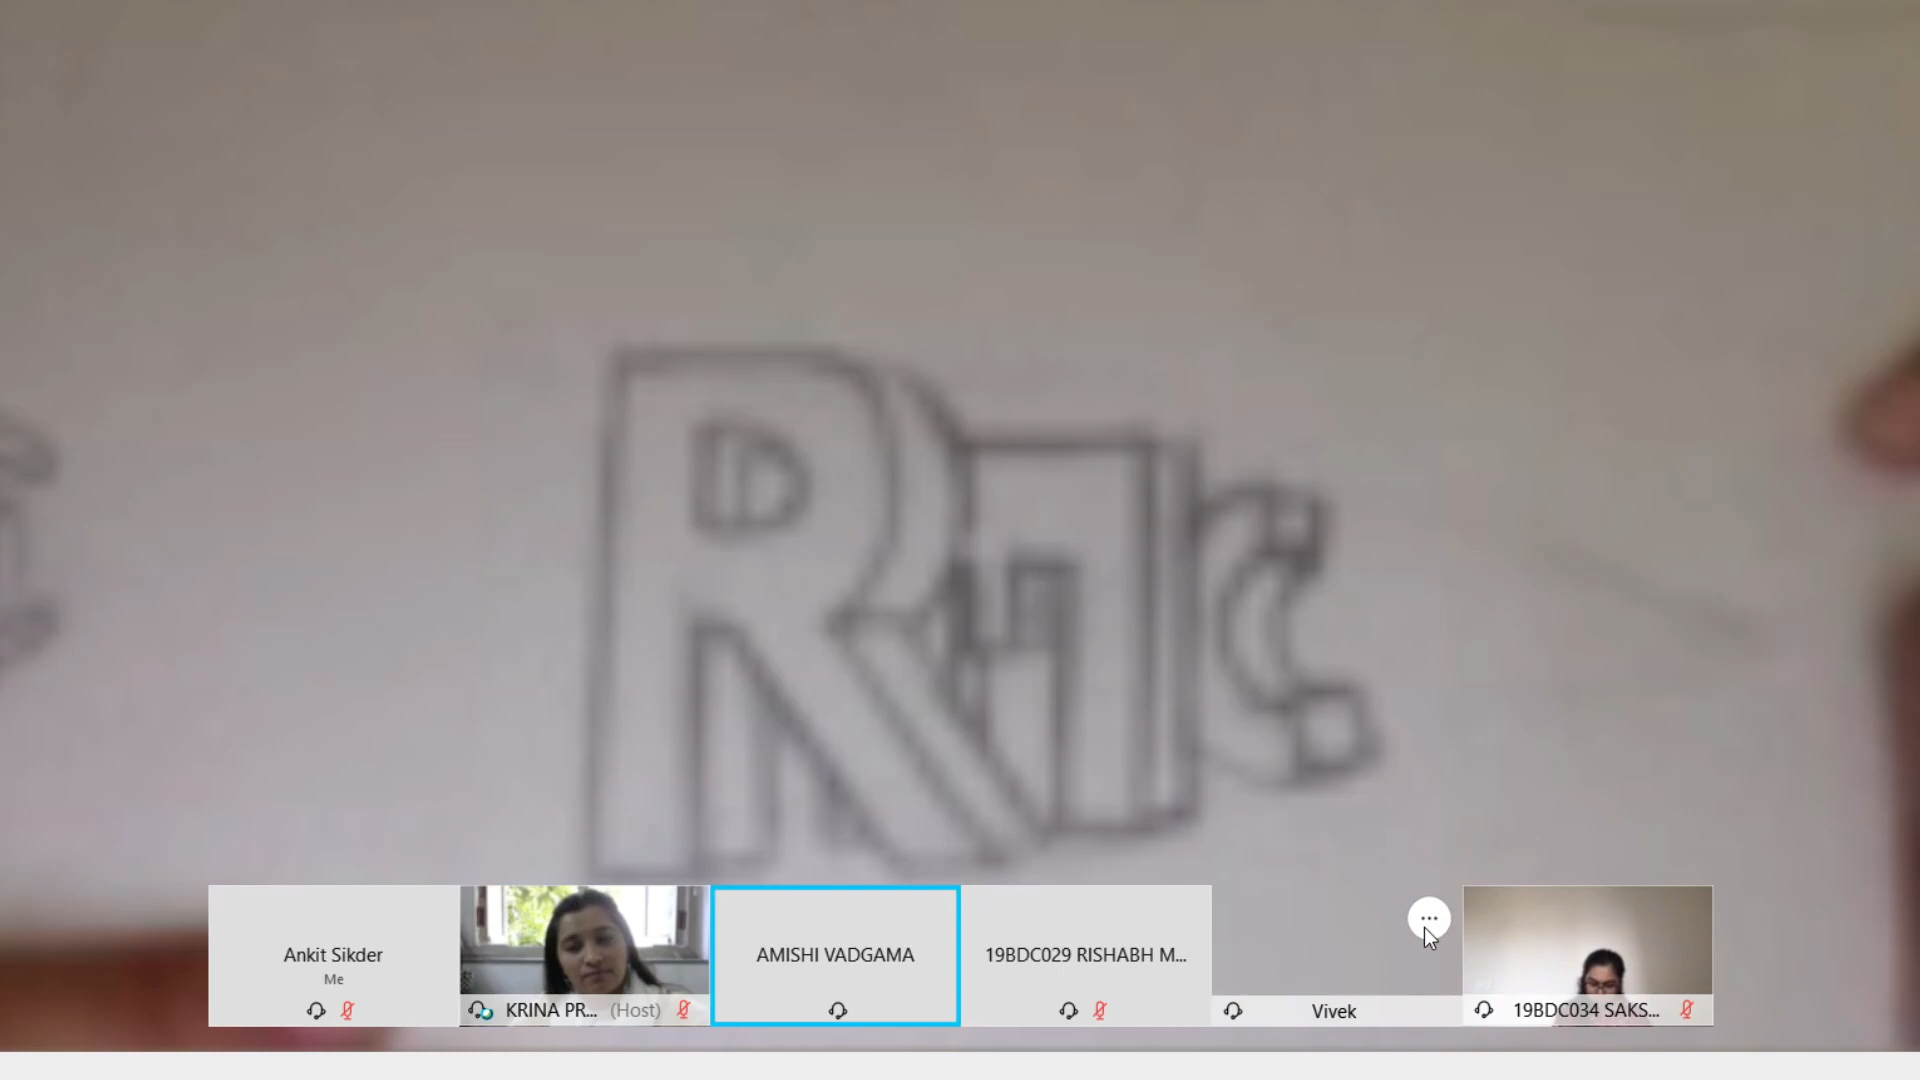 Ankit Sikder
Me
KRINA PR... (Host)
AMISHI VADGAMA
19BDC029 RISHABH M...
Vivek
19BDC034 SAKS...